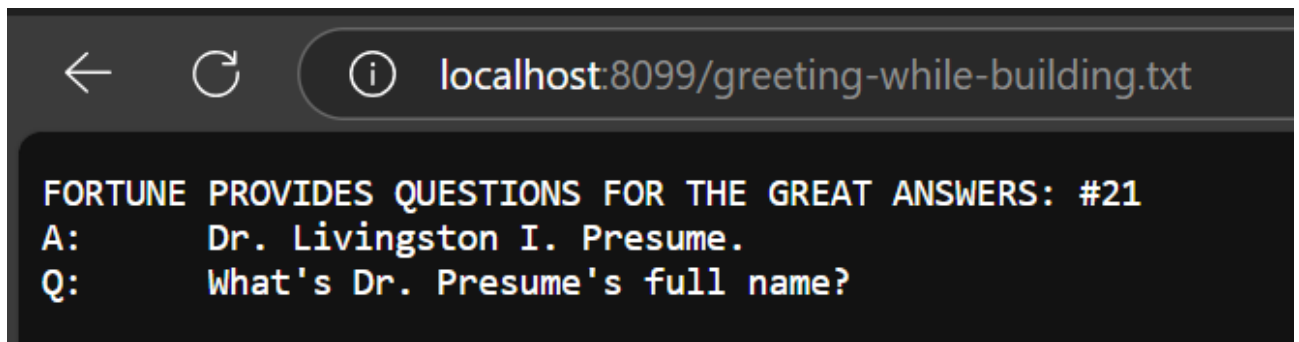 localhost:8099/greeting-while-building.txt
FORTUNE PROVIDES QUESTIONS FOR THE GREAT ANSWERS: #21
A:      Dr. Livingston I. Presume.
Q:      What's Dr. Presume's full name?